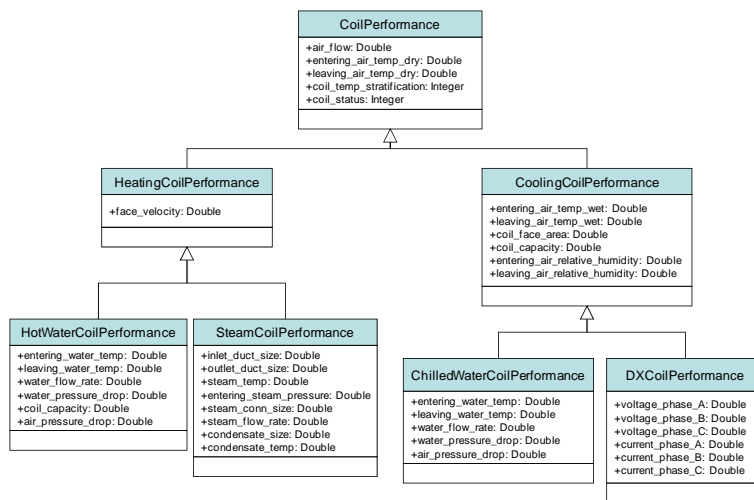 CoilPerformance
+air_flow: Double
+entering_air_temp_dry: Double
+leaving_air_temp_dry: Double
+coil_temp_stratification: Integer
+coil_status: Integer
HeatingCoilPerformance
+face_velocity: Double
CoolingCoilPerformance
+entering_air_temp_wet: Double
+leaving_air_temp_wet: Double
+coil_face_area: Double
+coil_capacity: Double
+entering_air_relative_humidity: Double
+leaving_air_relative_humidity: Double
HotWaterCoilPerformance
+entering_water_temp: Double
+leaving_water_temp: Double
+water_flow_rate: Double
+water_pressure_drop: Double
+coil_capacity: Double
+air_pressure_drop: Double
SteamCoilPerformance
+inlet_duct_size: Double
+outlet_duct_size: Double
+steam_temp: Double
+entering_steam_pressure: Double
+steam_conn_size: Double
+steam_flow_rate: Double
+condensate_size: Double
+condensate_temp: Double
ChilledWaterCoilPerformance
+entering_water_temp: Double
+leaving_water_temp: Double
+water_flow_rate: Double
+water_pressure_drop: Double
+air_pressure_drop: Double
DXCoilPerformance
+voltage_phase_A: Double
+voltage_phase_B: Double
+voltage_phase_C: Double
+current_phase_A: Double
+current_phase_B: Double
+current_phase_C: Double